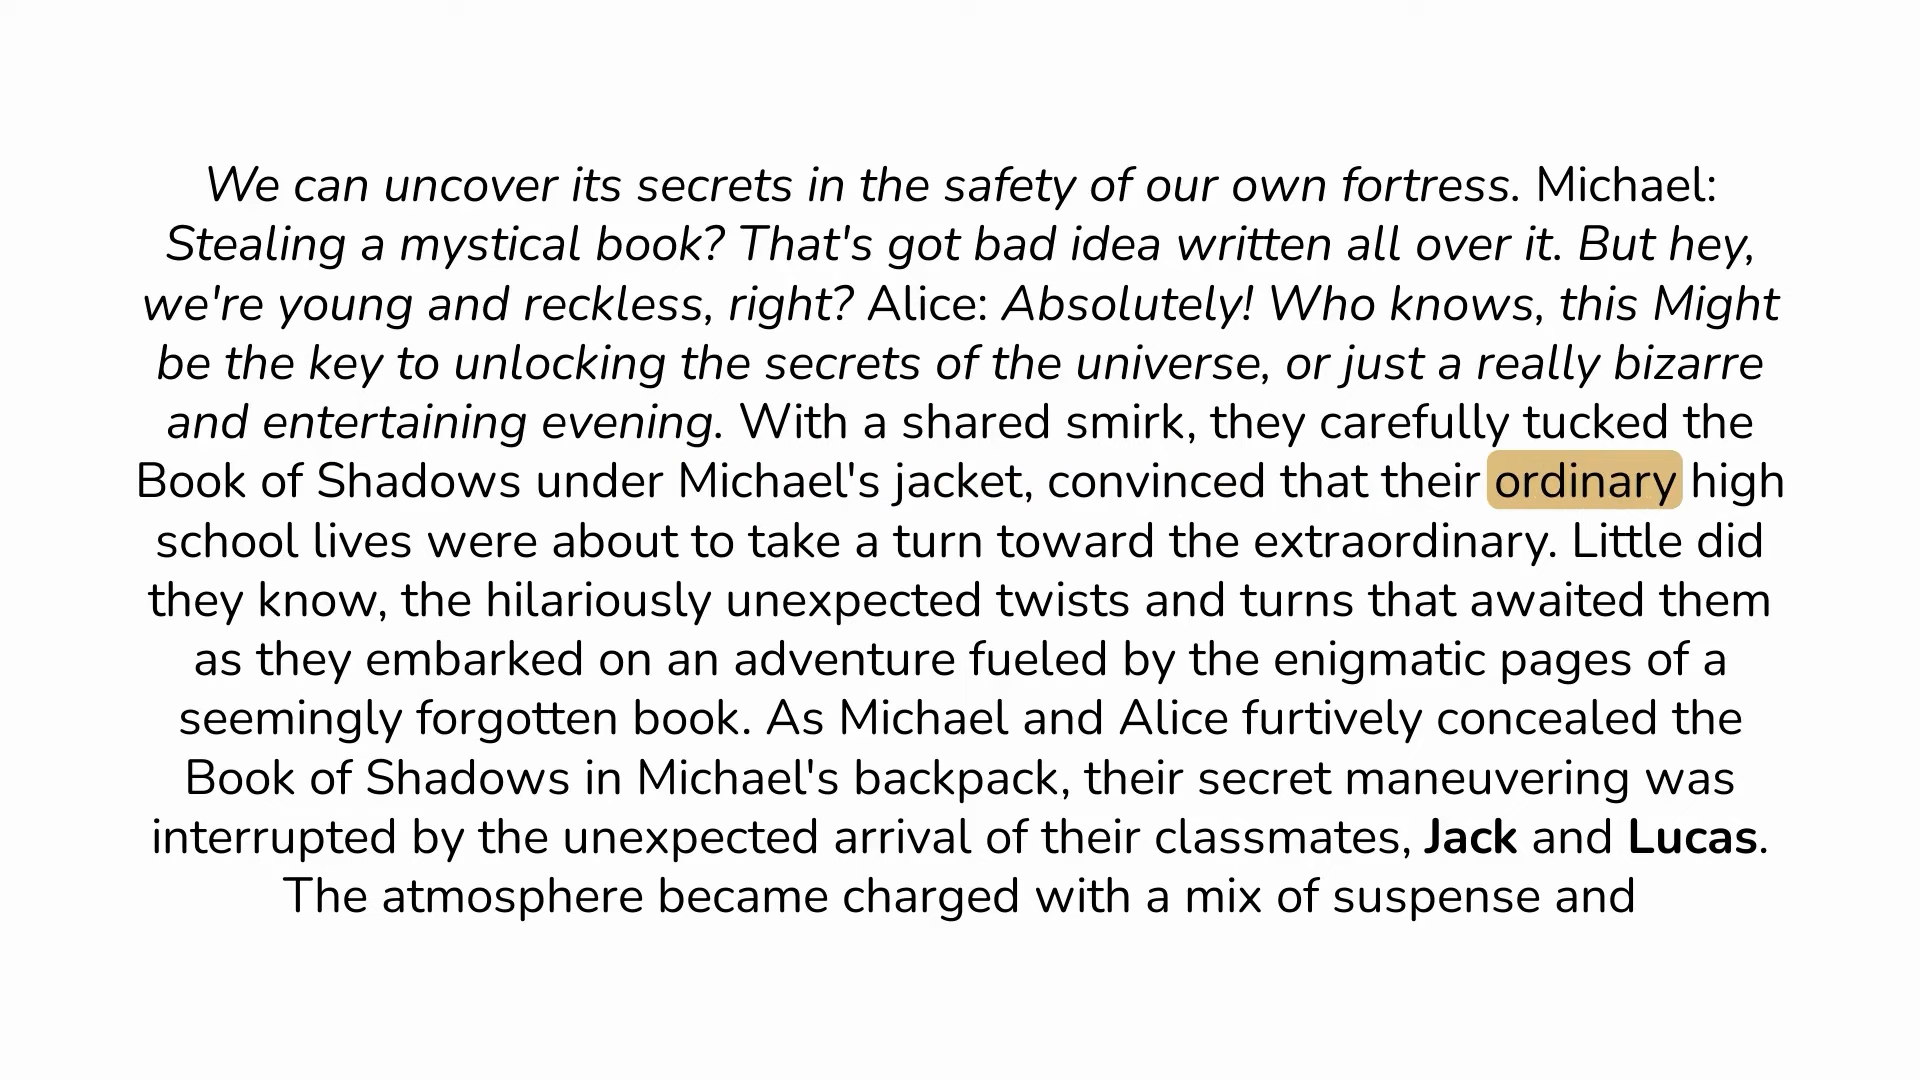 We can uncover its secrets in the safety of our own fortress. Michael:
Stealing a mystical book? That's got bad idea written all over it. But hey,
we're young and reckless, right? Alice: Absolutely! Who knows, this Might
be the key to unlocking the secrets of the universe, or just a really bizarre
and entertaining evening. With a shared smirk, they carefully tucked the
Book of Shadows under Michael's jacket, convinced that their ordinary high
school lives were about to take a turn toward the extraordinary. Little did
they know, the hilariously unexpected twists and turns that awaited them
as they embarked on an adventure fueled by the enigmatic pages of a
seemingly forgotten book. As Michael and Alice furtively concealed the
Book of Shadows in Michael's backpack, their secret maneuvering was
interrupted by the unexpected arrival of their classmates, Jack and Lucas.
The atmosphere became charged with a mix of suspense and